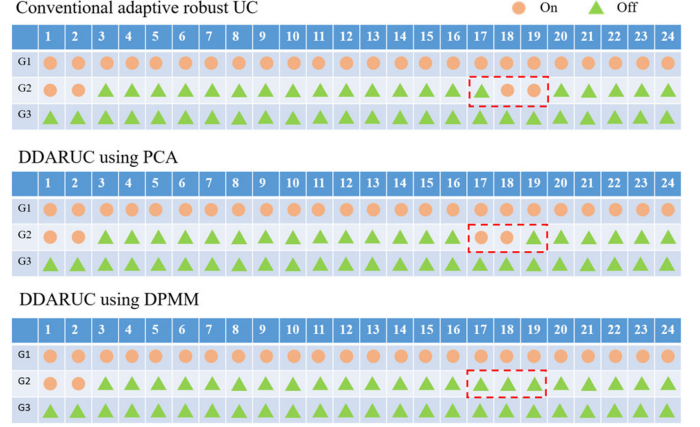 Conventional adaptive robust UC
On Off
1 2 3 4 5 6 7 8 9 10 11 12 13 14 15 16 17 18 19 20 21 22 23 24
G1
G2
G3
DDARUC using PCA
1 2 3 4 5 6 7 8 9 10 11 12 13 14 15 16 17 18 19 20 21 22 23 24
G1
G2
G3
DDARUC using DPMM
1 2 3 4 5 6 7 8 9 10 11 12 13 14 15 16 17 18 19 20 21 22 23 24
G1
G2
G3